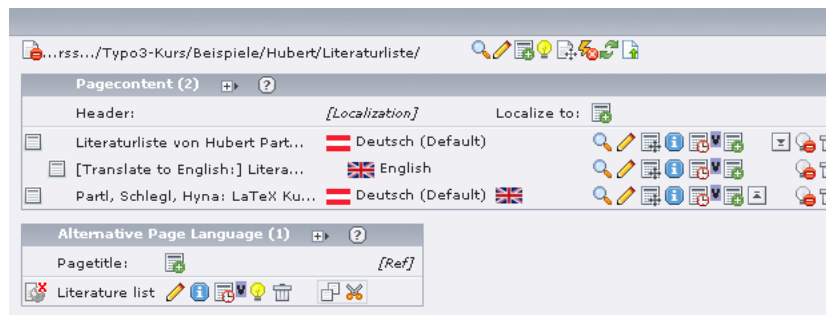 ...rss.../Typo3-Kurs/Beispiele/Hubert/Literaturliste/
Pagecontent (2)
Header: [Localization] Localize to:
Literaturliste von Hubert Part... Deutsch (Default)
[Translate to English:] Litera... English
Partl, Schlegl, Hyna: LaTeX Ku... Deutsch (Default)
Alternative Page Language (1)
Pagetitle: [Ref]
Literature list